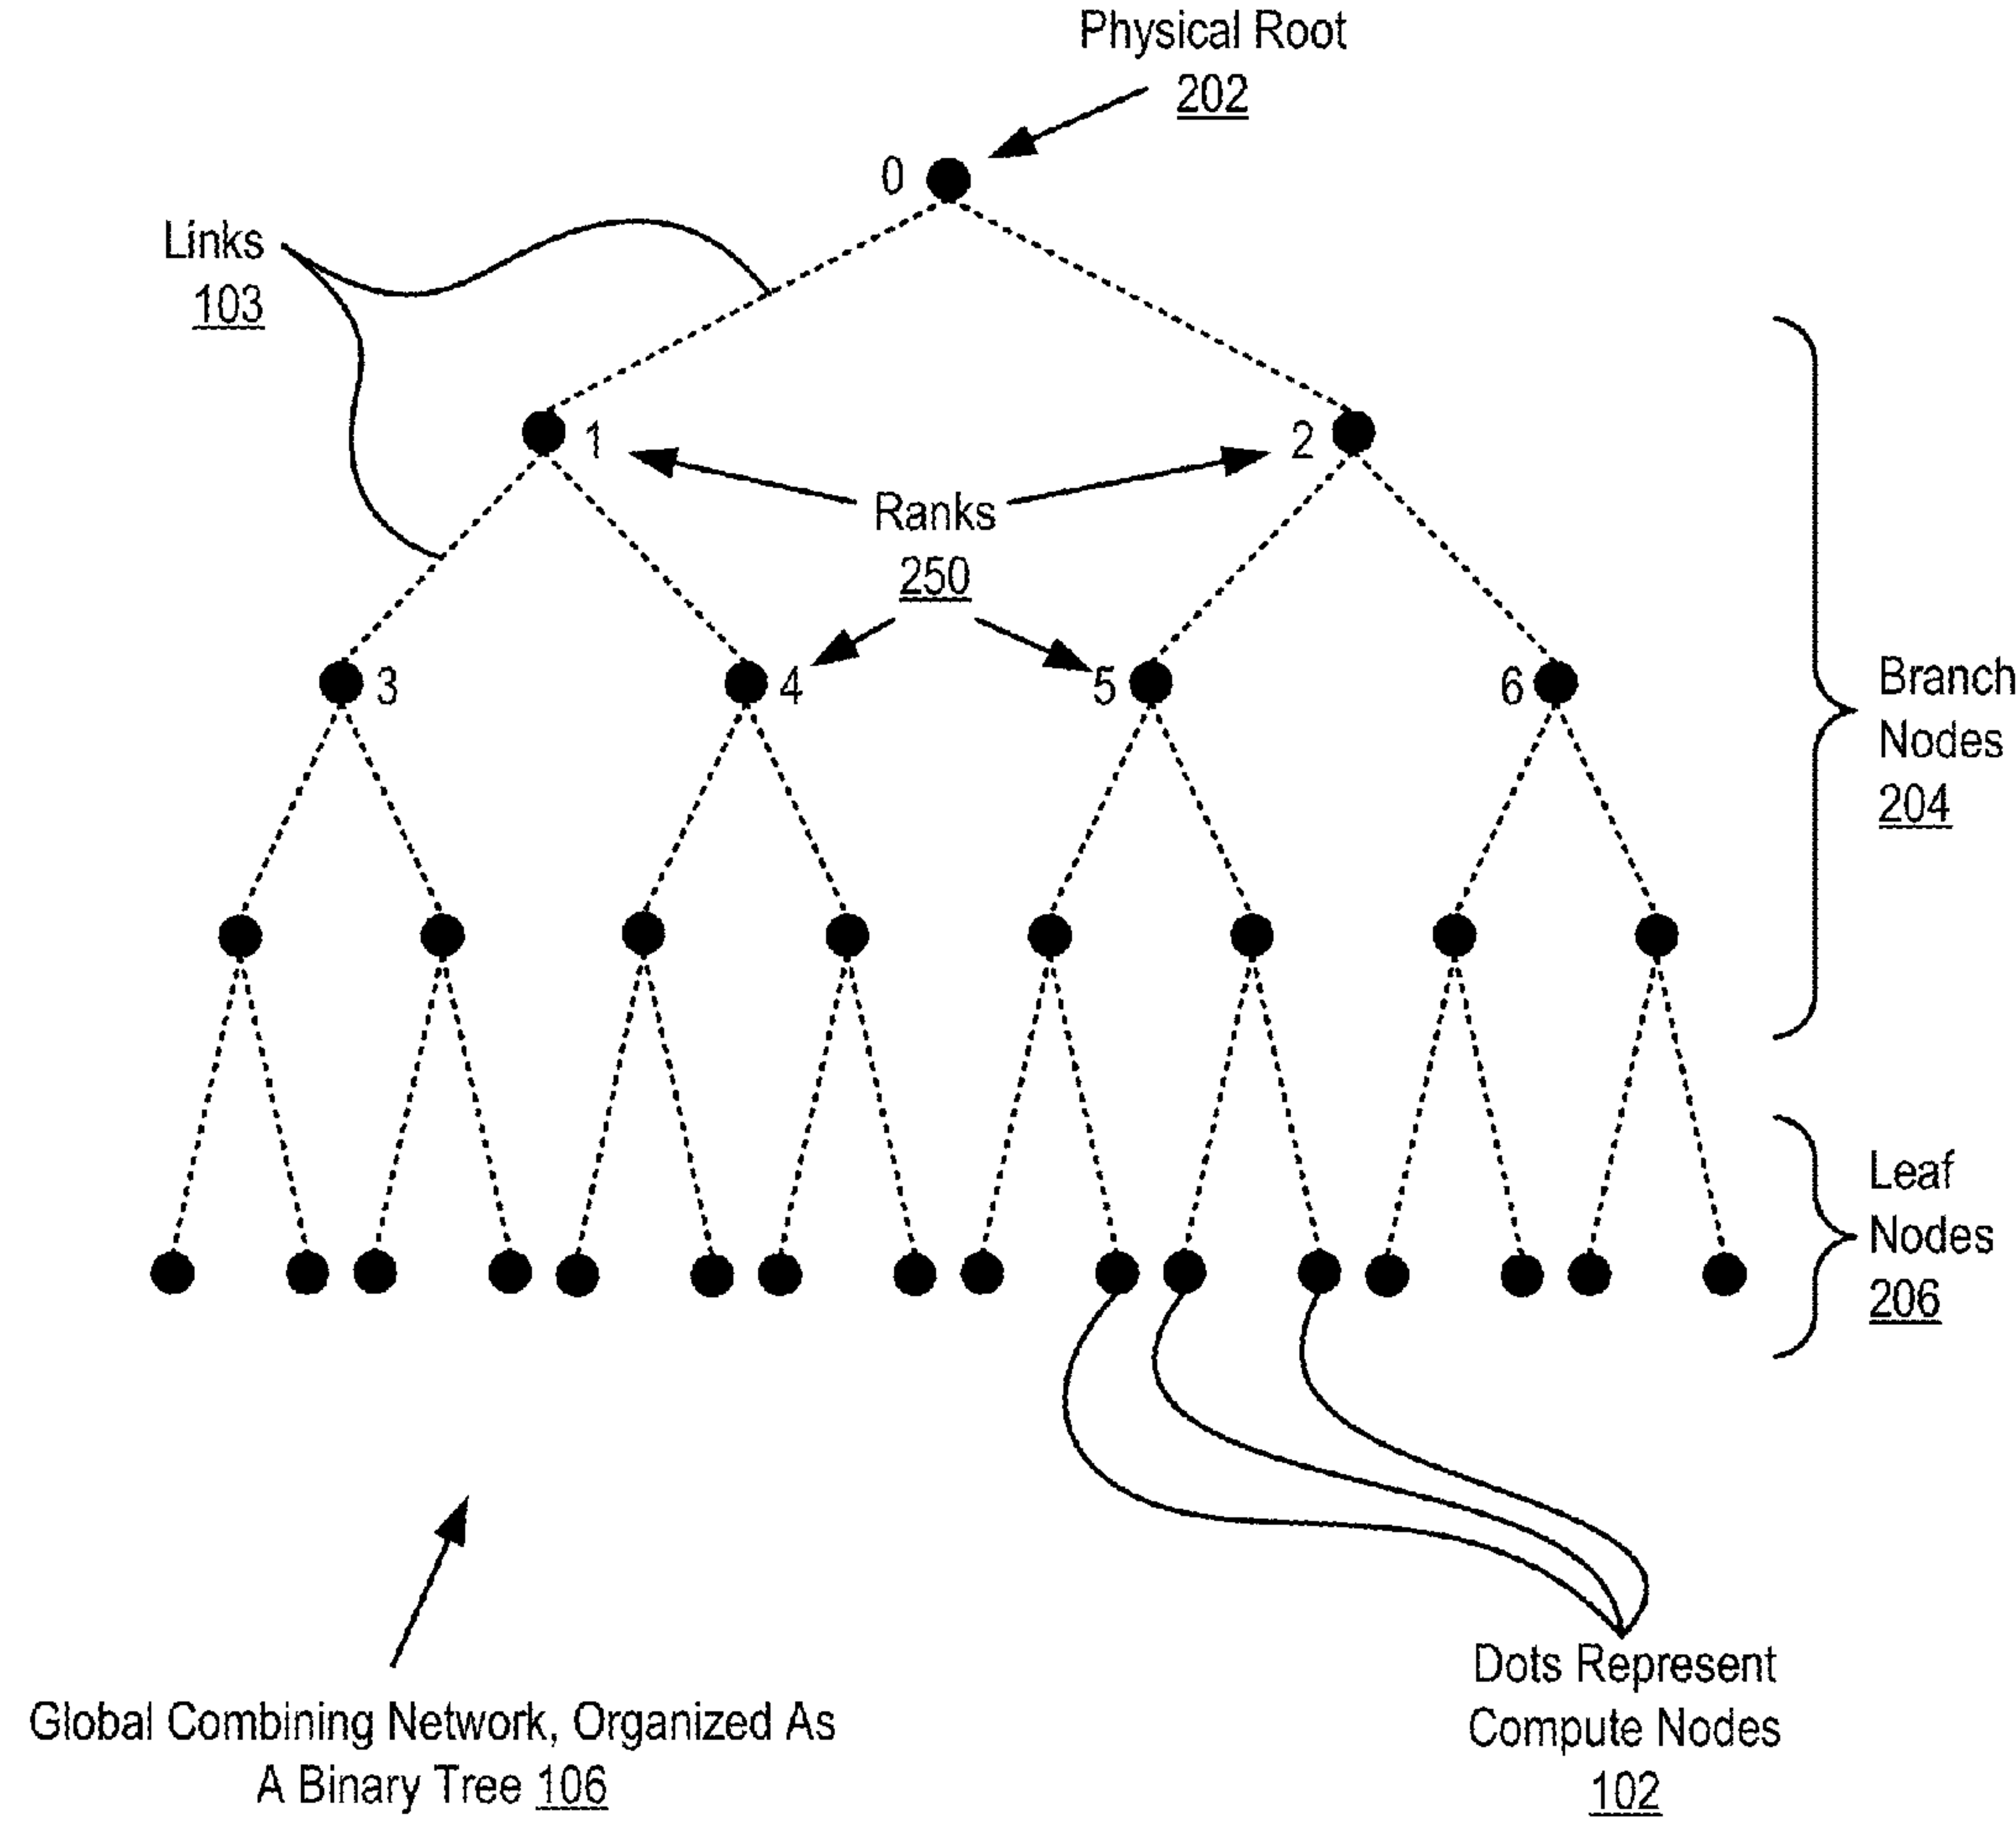 Physical Root
202
0
Links
103
1
2
Ranks
250
3
4
5
6
Branch
Nodes
204
Leaf
Nodes
206
Dots Represent
Compute Nodes
102
Global Combining Network, Organized As
A Binary Tree 106